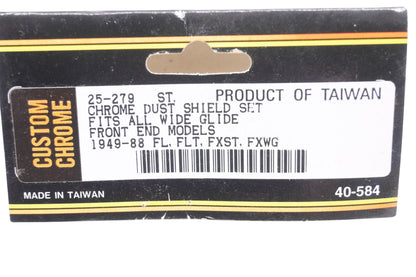 CUSTOM
CHROME
25-279 ST. PRODUCT OF TAIWAN
CHROME DUST SHIELD SET
FITS ALL WIDE GLIDE
FRONT END MODELS
1949-88 FL, FLT, FXST, FXWG
MADE IN TAIWAN
40-584